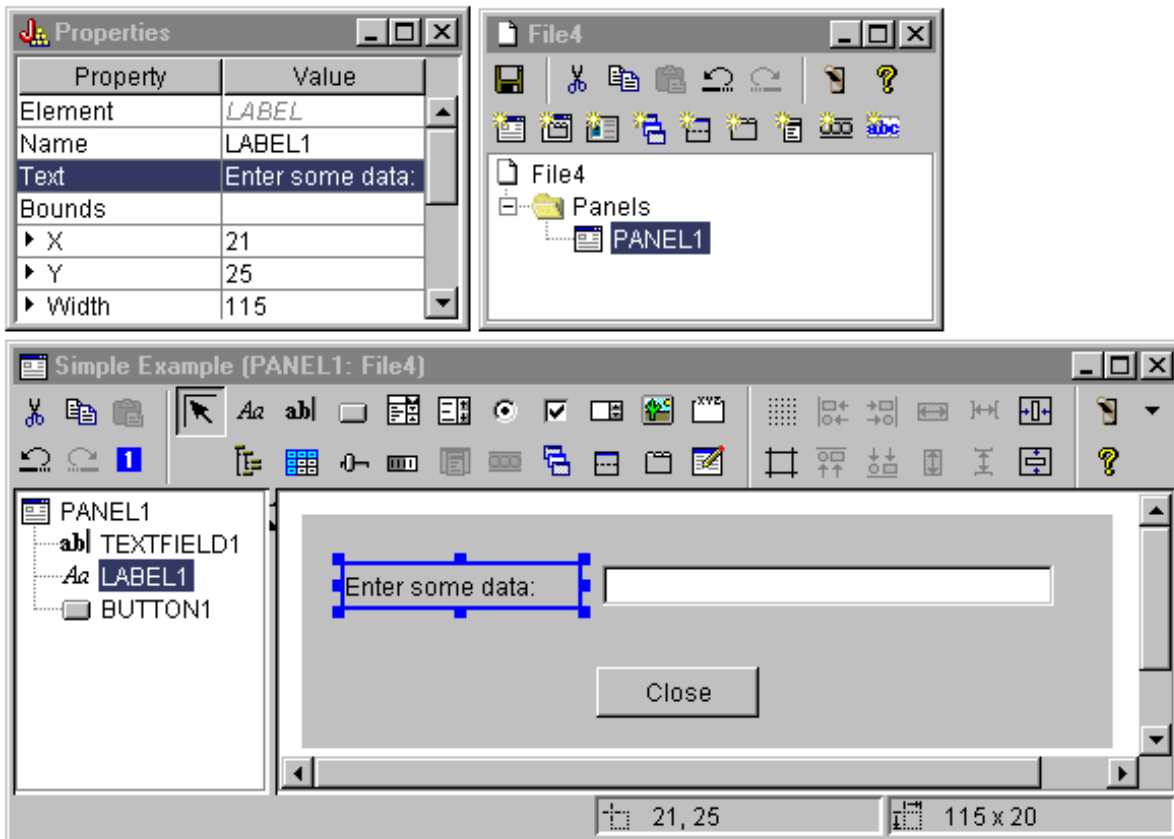 Properties
Property Value
Element LABEL
Name LABEL1
Text Enter some data:
Bounds
X 21
Y 25
Width 115
File4
abc
File4
Panels
PANEL1
Simple Example (PANEL1: File4)
Aa ab XYZ
1
PANEL1
ab TEXTFIELD1
Aa LABEL1
BUTTON1
Enter some data:
Close
21, 25 115 x 20